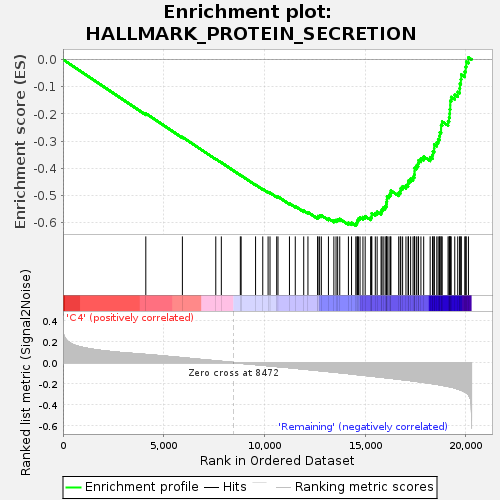 Enrichment plot:
HALLMARK_PROTEIN_SECRETION
Enrichment score (ES)
0.0
-0.1
-0.2
-0.3
-0.4
-0.5
-0.6
Ranked list metric (Signal2Noise)
'C4' (positively correlated)
0.4
0.2
0.0
-0.2
-0.4
-0.6
Zero cross at 8472
'Remaining' (negatively correlated)
0
5,000
10,000
15,000
20,000
Rank in Ordered Dataset
Enrichment profile
Hits
Ranking metric scores